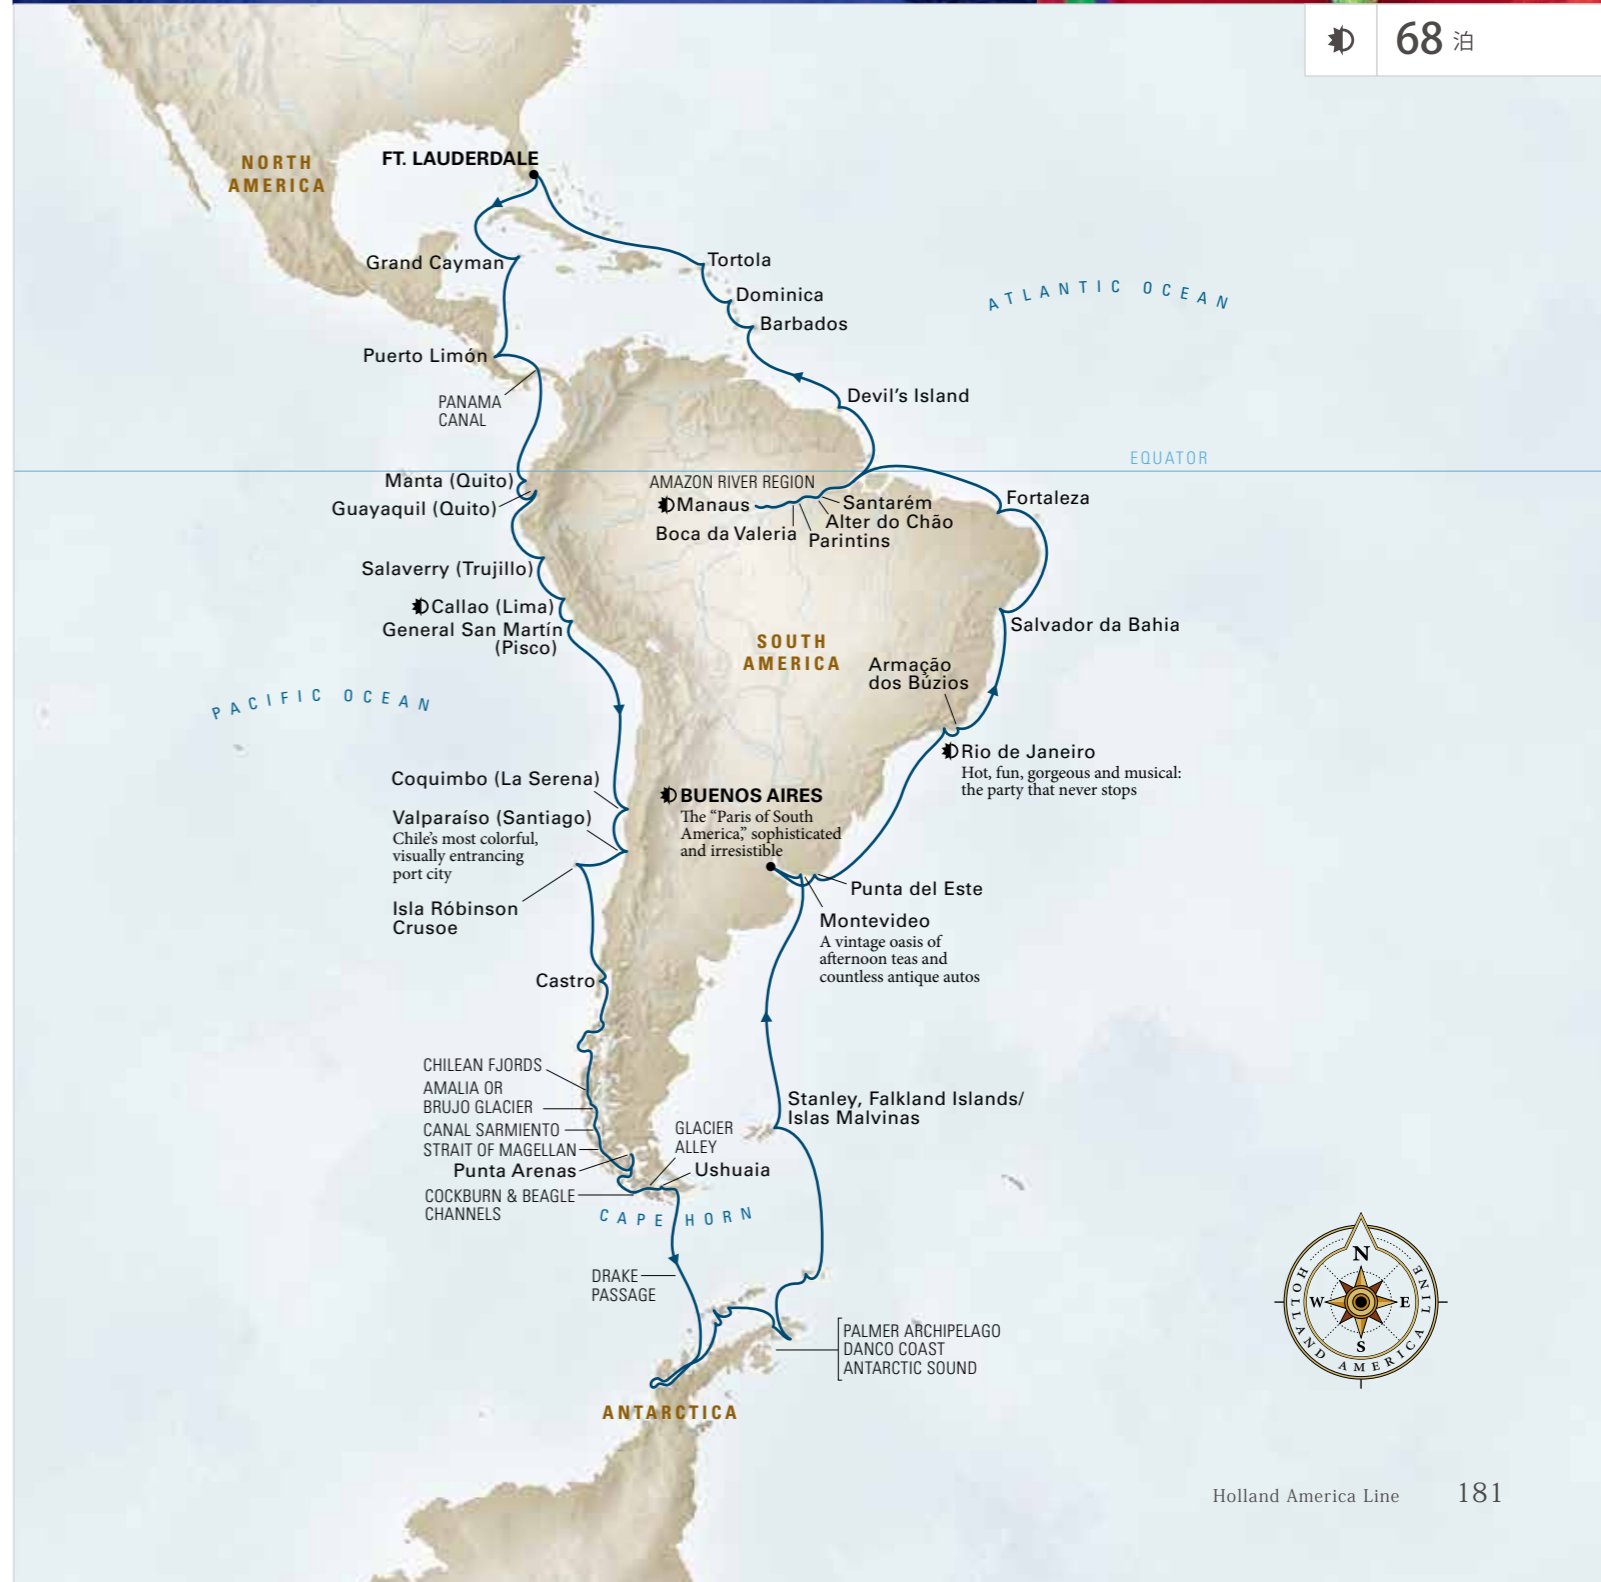 68 泊
NORTH
AMERICA
FT. LAUDERDALE
Grand Cayman
Tortola
Dominica
Barbados
ATLANTIC OCEAN
Puerto Limón
PANAMA
CANAL
Devil's Island
EQUATOR
Manta (Quito)
Guayaquil (Quito)
AMAZON RIVER REGION
Manaus
Santarém
Alter do Chão
Boca da Valeria
Parintins
Fortaleza
Salaverry (Trujillo)
Callao (Lima)
General San Martín
(Pisco)
Salvador da Bahia
SOUTH
AMERICA
Armação
dos Búzios
PACIFIC OCEAN
Rio de Janeiro
Hot, fun, gorgeous and musical:
the party that never stops
Coquimbo (La Serena)
Valparaíso (Santiago)
Chile's most colorful,
visually entrancing
port city
BUENOS AIRES
The “Paris of South
America,” sophisticated
and irresistible
Isla Róbinson
Crusoe
Punta del Este
Montevideo
A vintage oasis of
afternoon teas and
countless antique autos
Castro
CHILEAN FJORDS
AMALIA OR
BRUJO GLACIER
CANAL SARMIENTO
STRAIT OF MAGELLAN
Punta Arenas
COCKBURN & BEAGLE
CHANNELS
GLACIER
ALLEY
Ushuaia
Stanley, Falkland Islands/
Islas Malvinas
CAPE HORN
DRAKE
PASSAGE
PALMER ARCHIPELAGO
DANCO COAST
ANTARCTIC SOUND
ANTARCTICA
N
W E
S
HOLLAND AMERICA LINE
Holland America Line 181